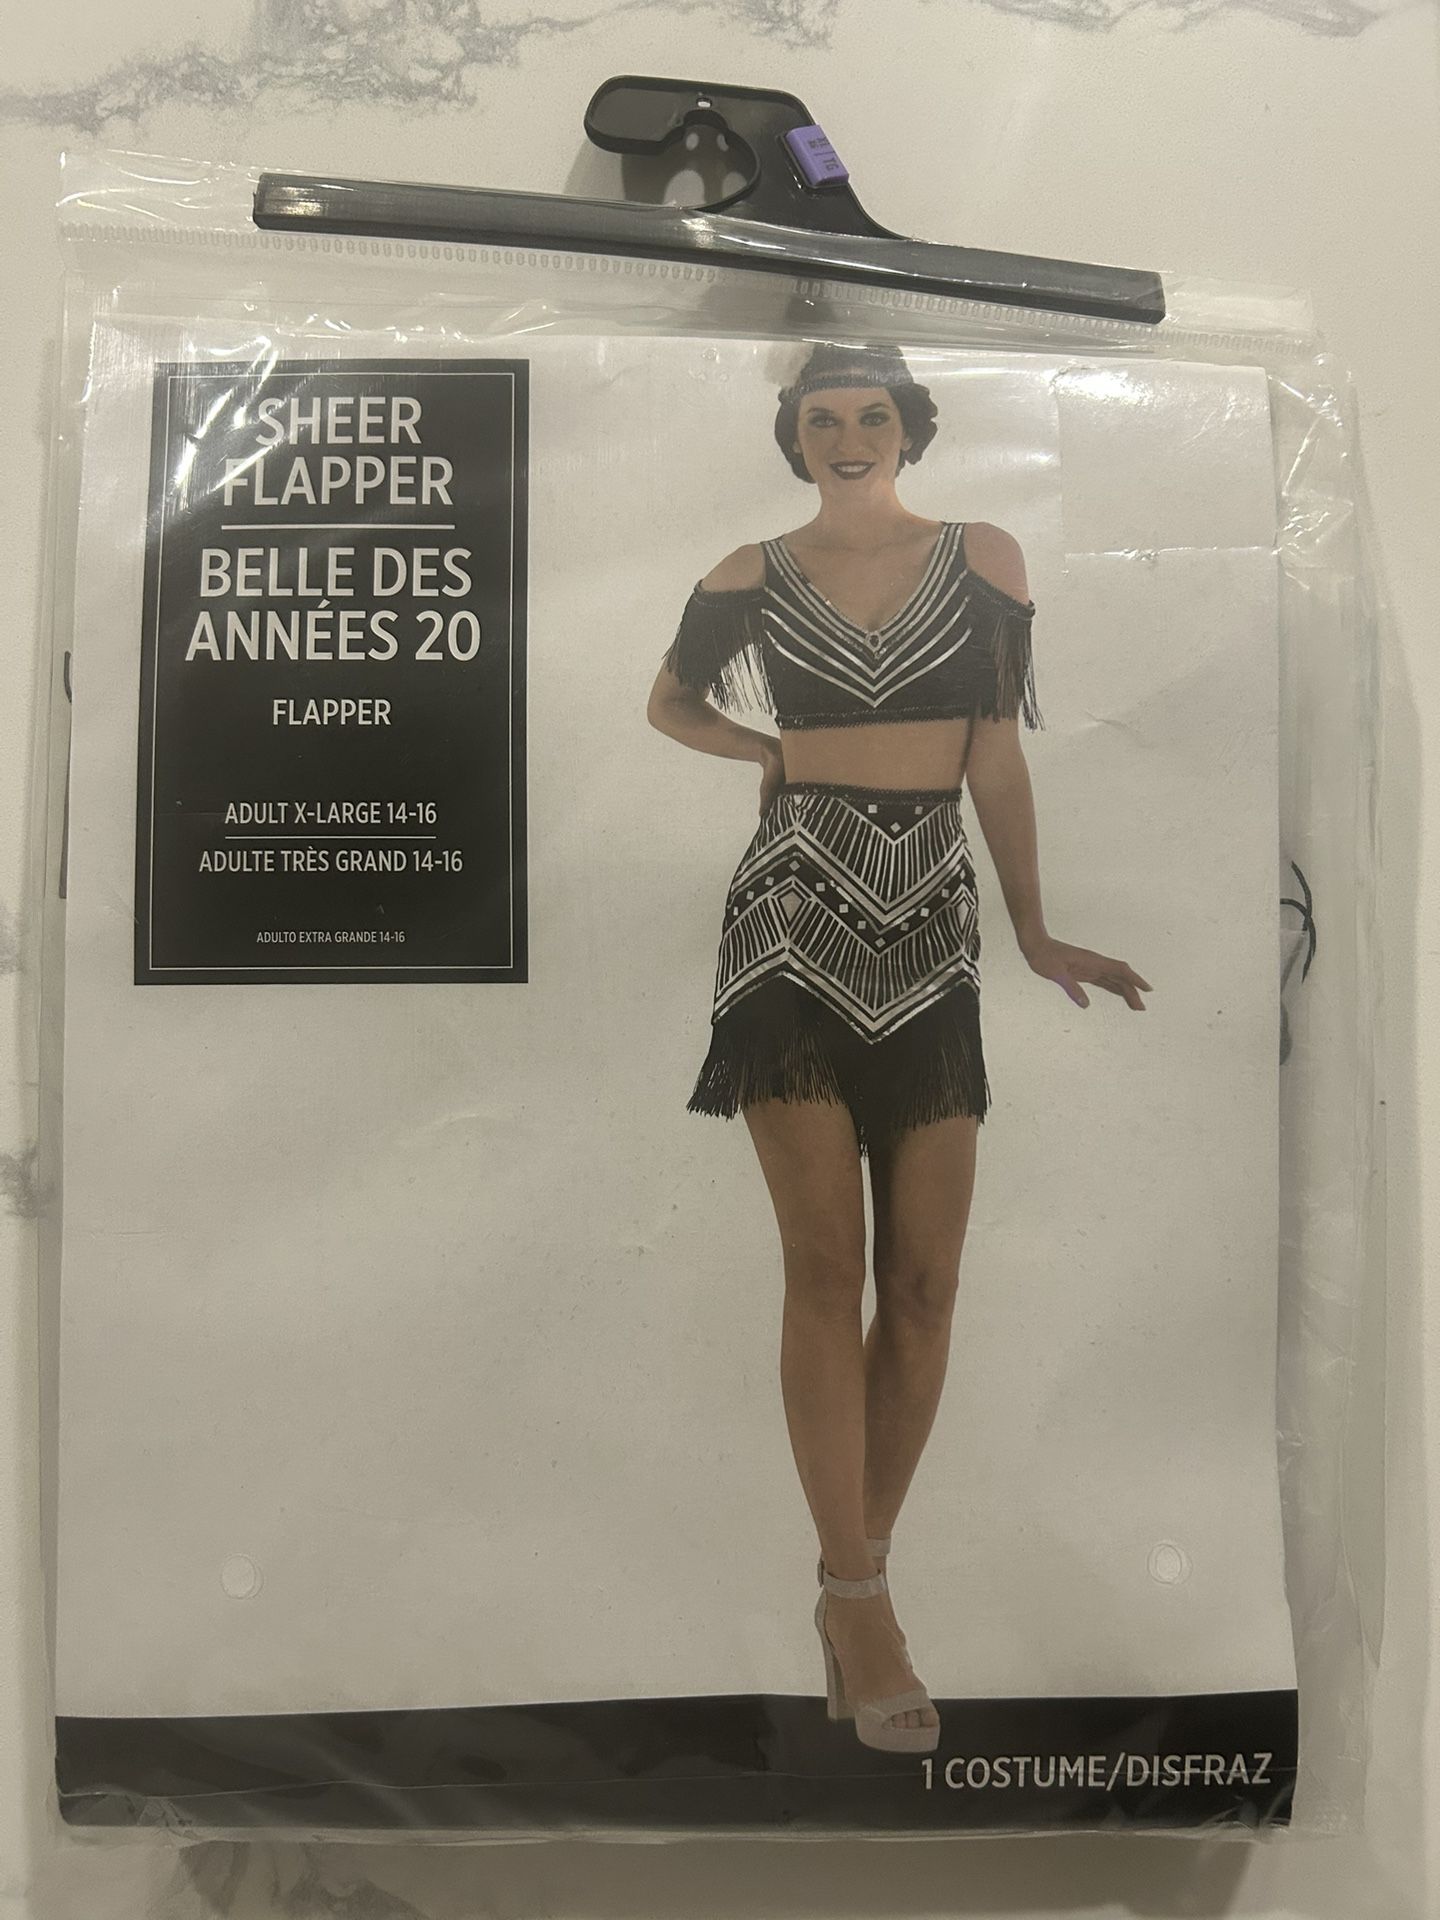 SHEER
FLAPPER
BELLE DES
ANNÉES 20
FLAPPER
ADULT X-LARGE 14-16
ADULTE TRÈS GRAND 14-16
ADULTO EXTRA GRANDE 14-16
1 COSTUME/DISFRAZ